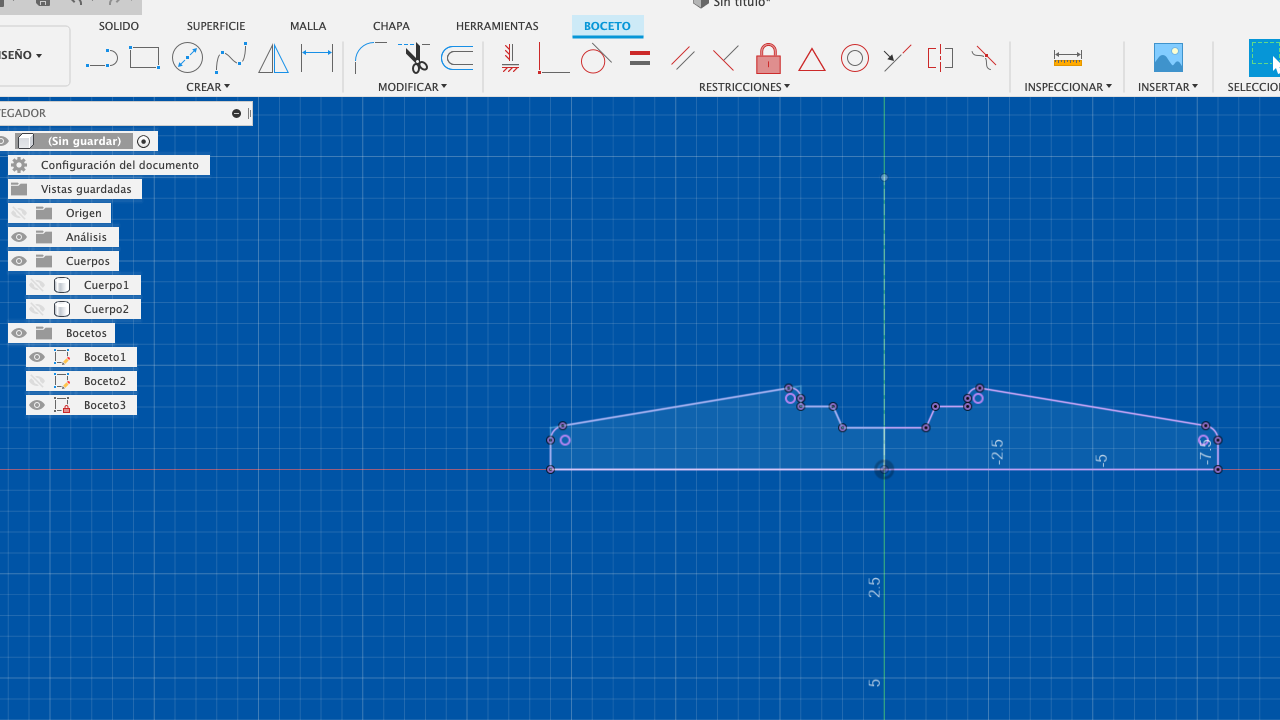 Sin título*
SOLIDO
SUPERFICIE
MALLA
CHAPA
HERRAMIENTAS
BOCETO
SEÑO
CREAR
MODIFICAR
RESTRICCIONES
INSPECCIONAR
INSERTAR
SELECCION
EGADOR
(Sin guardar)
Configuración del documento
Vistas guardadas
Origen
Análisis
Cuerpos
Cuerpo1
Cuerpo2
Bocetos
Boceto1
Boceto2
Boceto3
-2.5
-5
-7.5
2.5
5